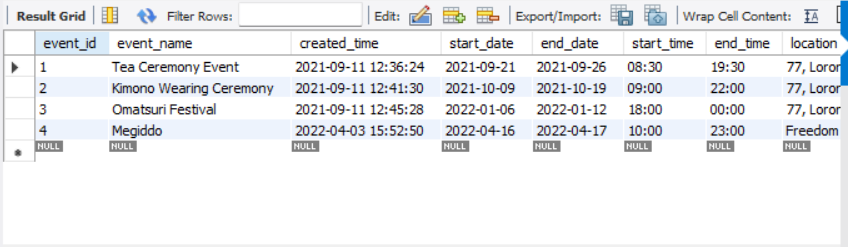 Result Grid Filter Rows: Edit: Export/Import: Wrap Cell Content: IA
event_id event_name created_time start_date end_date start_time end_time location
1 Tea Ceremony Event 2021-09-11 12:36:24 2021-09-21 2021-09-26 08:30 19:30 77, Loror
2 Kimono Wearing Ceremony 2021-09-11 12:41:30 2021-10-09 2021-10-19 09:00 22:00 77, Loror
3 Omatsuri Festival 2021-09-11 12:45:28 2022-01-06 2022-01-12 18:00 00:00 77, Loror
4 Megiddo 2022-04-03 15:52:50 2022-04-16 2022-04-17 10:00 23:00 Freedom
NULL NULL NULL NULL NULL NULL NULL NULL